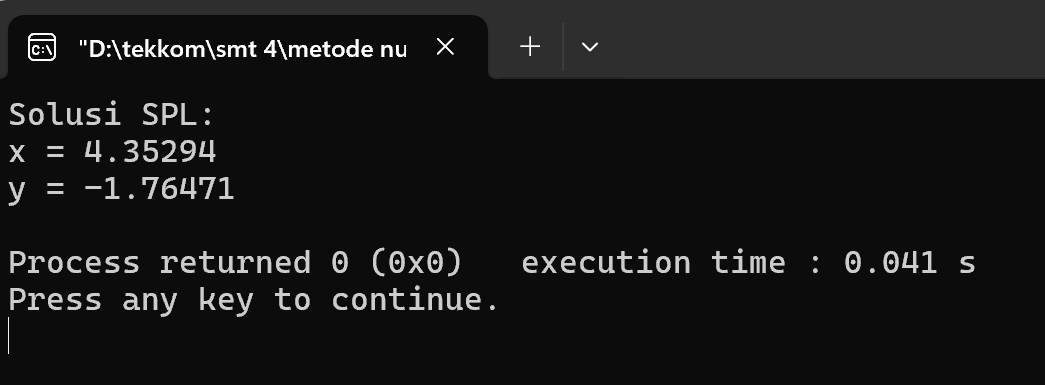 "D:\tekkom\smt 4\metode nu
Solusi SPL:
x = 4.35294
y = -1.76471
Process returned 0 (0x0)   execution time : 0.041 s
Press any key to continue.